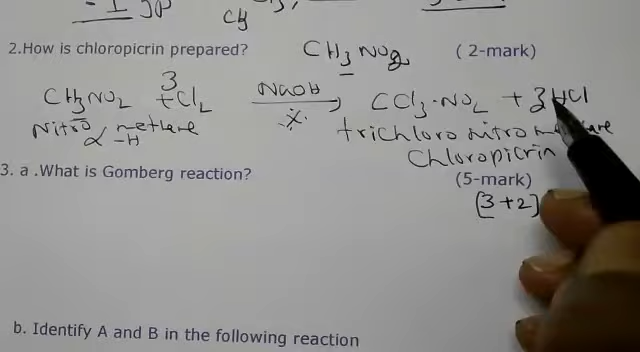 - I
CH
2.How is chloropicrin prepared? CH3NO2 ( 2-mark)
CH3NO2 + 3Cl2 NaOH CCl3.NO2 + 3HCl
Nitro methane trichloro nitro
α -H Chloropicrin
3. a .What is Gomberg reaction? (5-mark)
[3+2]
b. Identify A and B in the following reaction